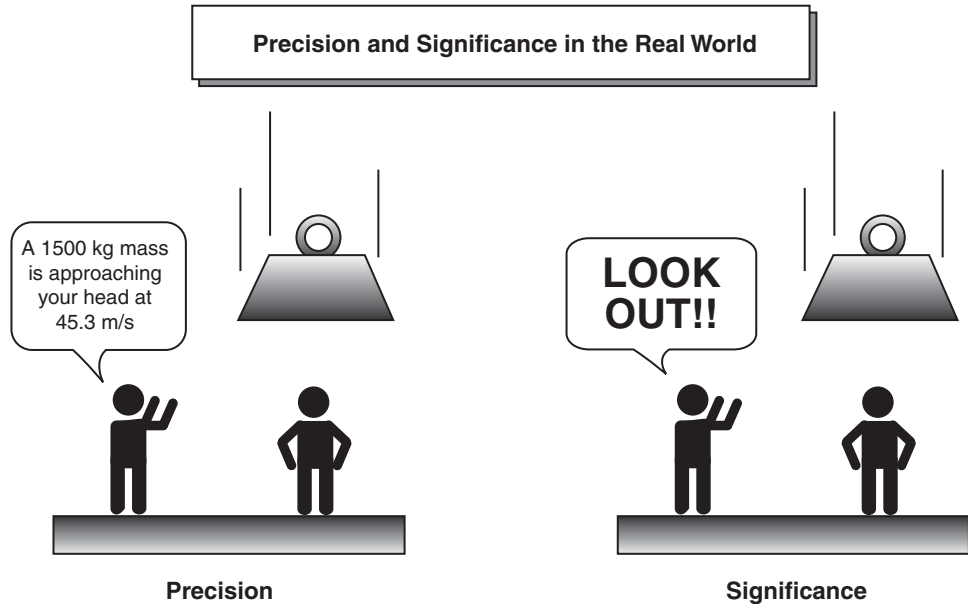 Precision and Significance in the Real World
A 1500 kg mass
is approaching
your head at
45.3 m/s
LOOK
OUT!!
Precision
Significance